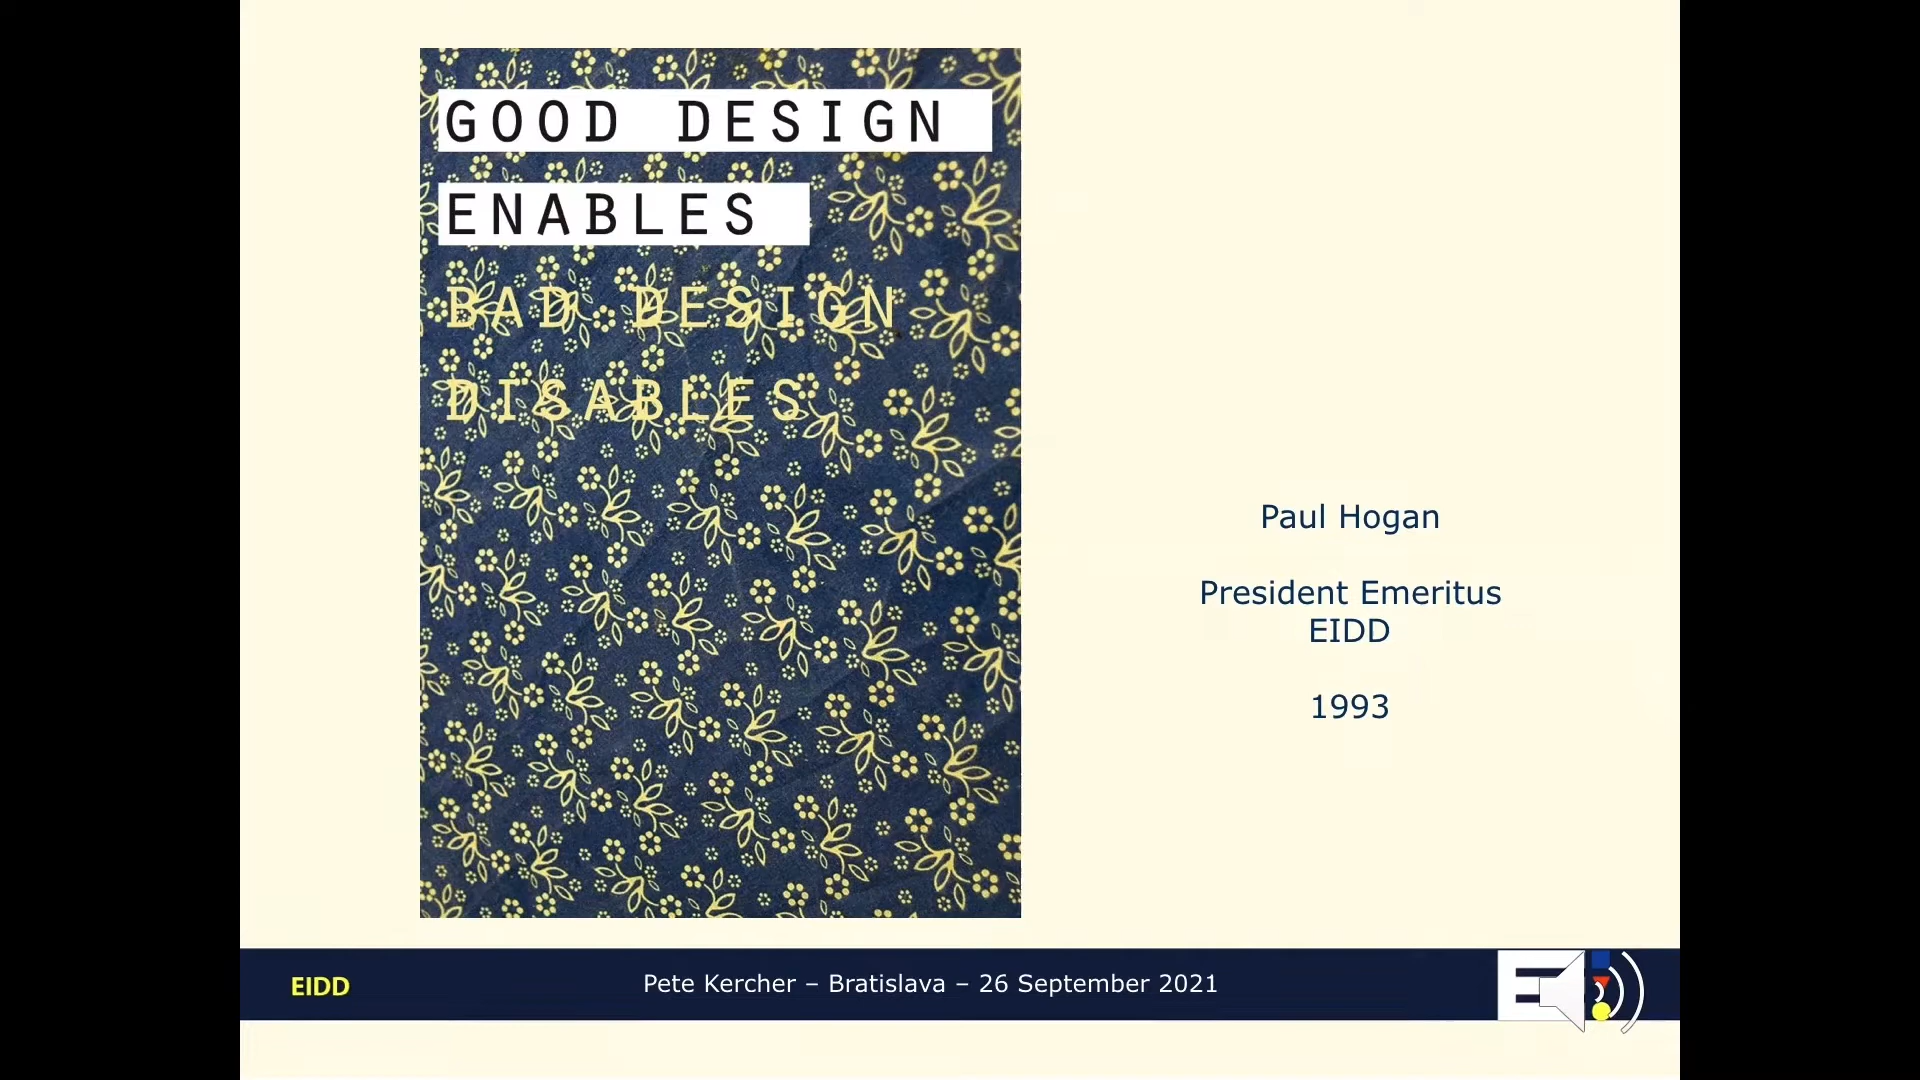 GOOD DESIGN
ENABLES
BAD DESIGN
DISABLES
Paul Hogan
President Emeritus
EIDD
1993
EIDD
Pete Kercher – Bratislava – 26 September 2021